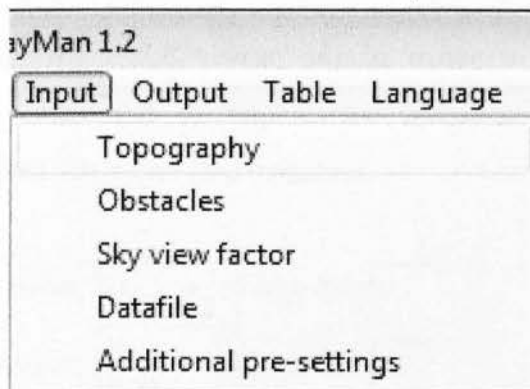 ayMan 1.2
Input Output Table Language
Topography
Obstacles
Sky view factor
Datafile
Additional pre-settings